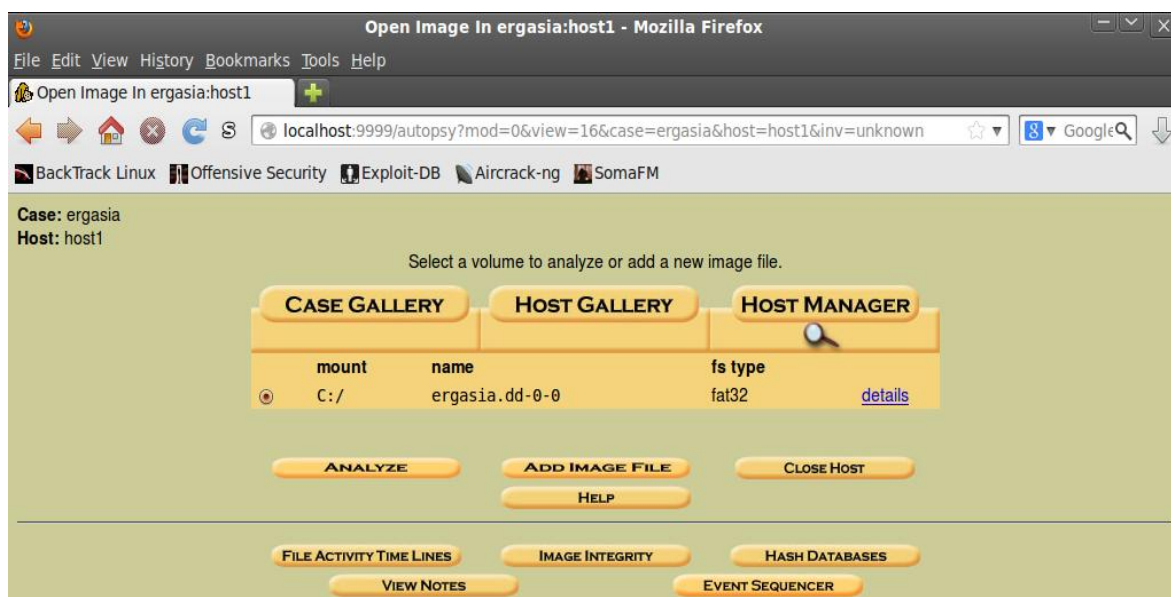 Open Image In ergasia:host1 - Mozilla Firefox
File Edit View History Bookmarks Tools Help
Open Image In ergasia:host1
localhost:9999/autopsy?mod=0&view=16&case=ergasia&host=host1&inv=unknown
Google
BackTrack Linux Offensive Security Exploit-DB Aircrack-ng SomaFM
Case: ergasia
Host: host1
Select a volume to analyze or add a new image file.
CASE GALLERY HOST GALLERY HOST MANAGER
mount name fs type
C:/ ergasia.dd-0-0 fat32 details
ANALYZE ADD IMAGE FILE CLOSE HOST
HELP
FILE ACTIVITY TIME LINES IMAGE INTEGRITY HASH DATABASES
VIEW NOTES EVENT SEQUENCER